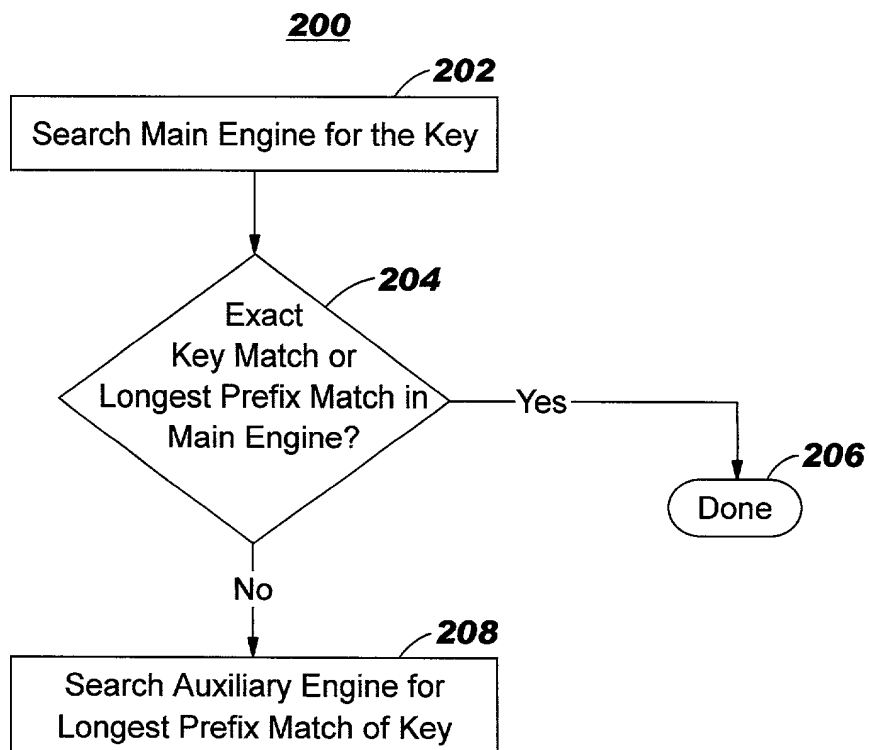 200
202
Search Main Engine for the Key
204
Exact
Key Match or
Longest Prefix Match in
Main Engine?
Yes
206
Done
No
208
Search Auxiliary Engine for
Longest Prefix Match of Key